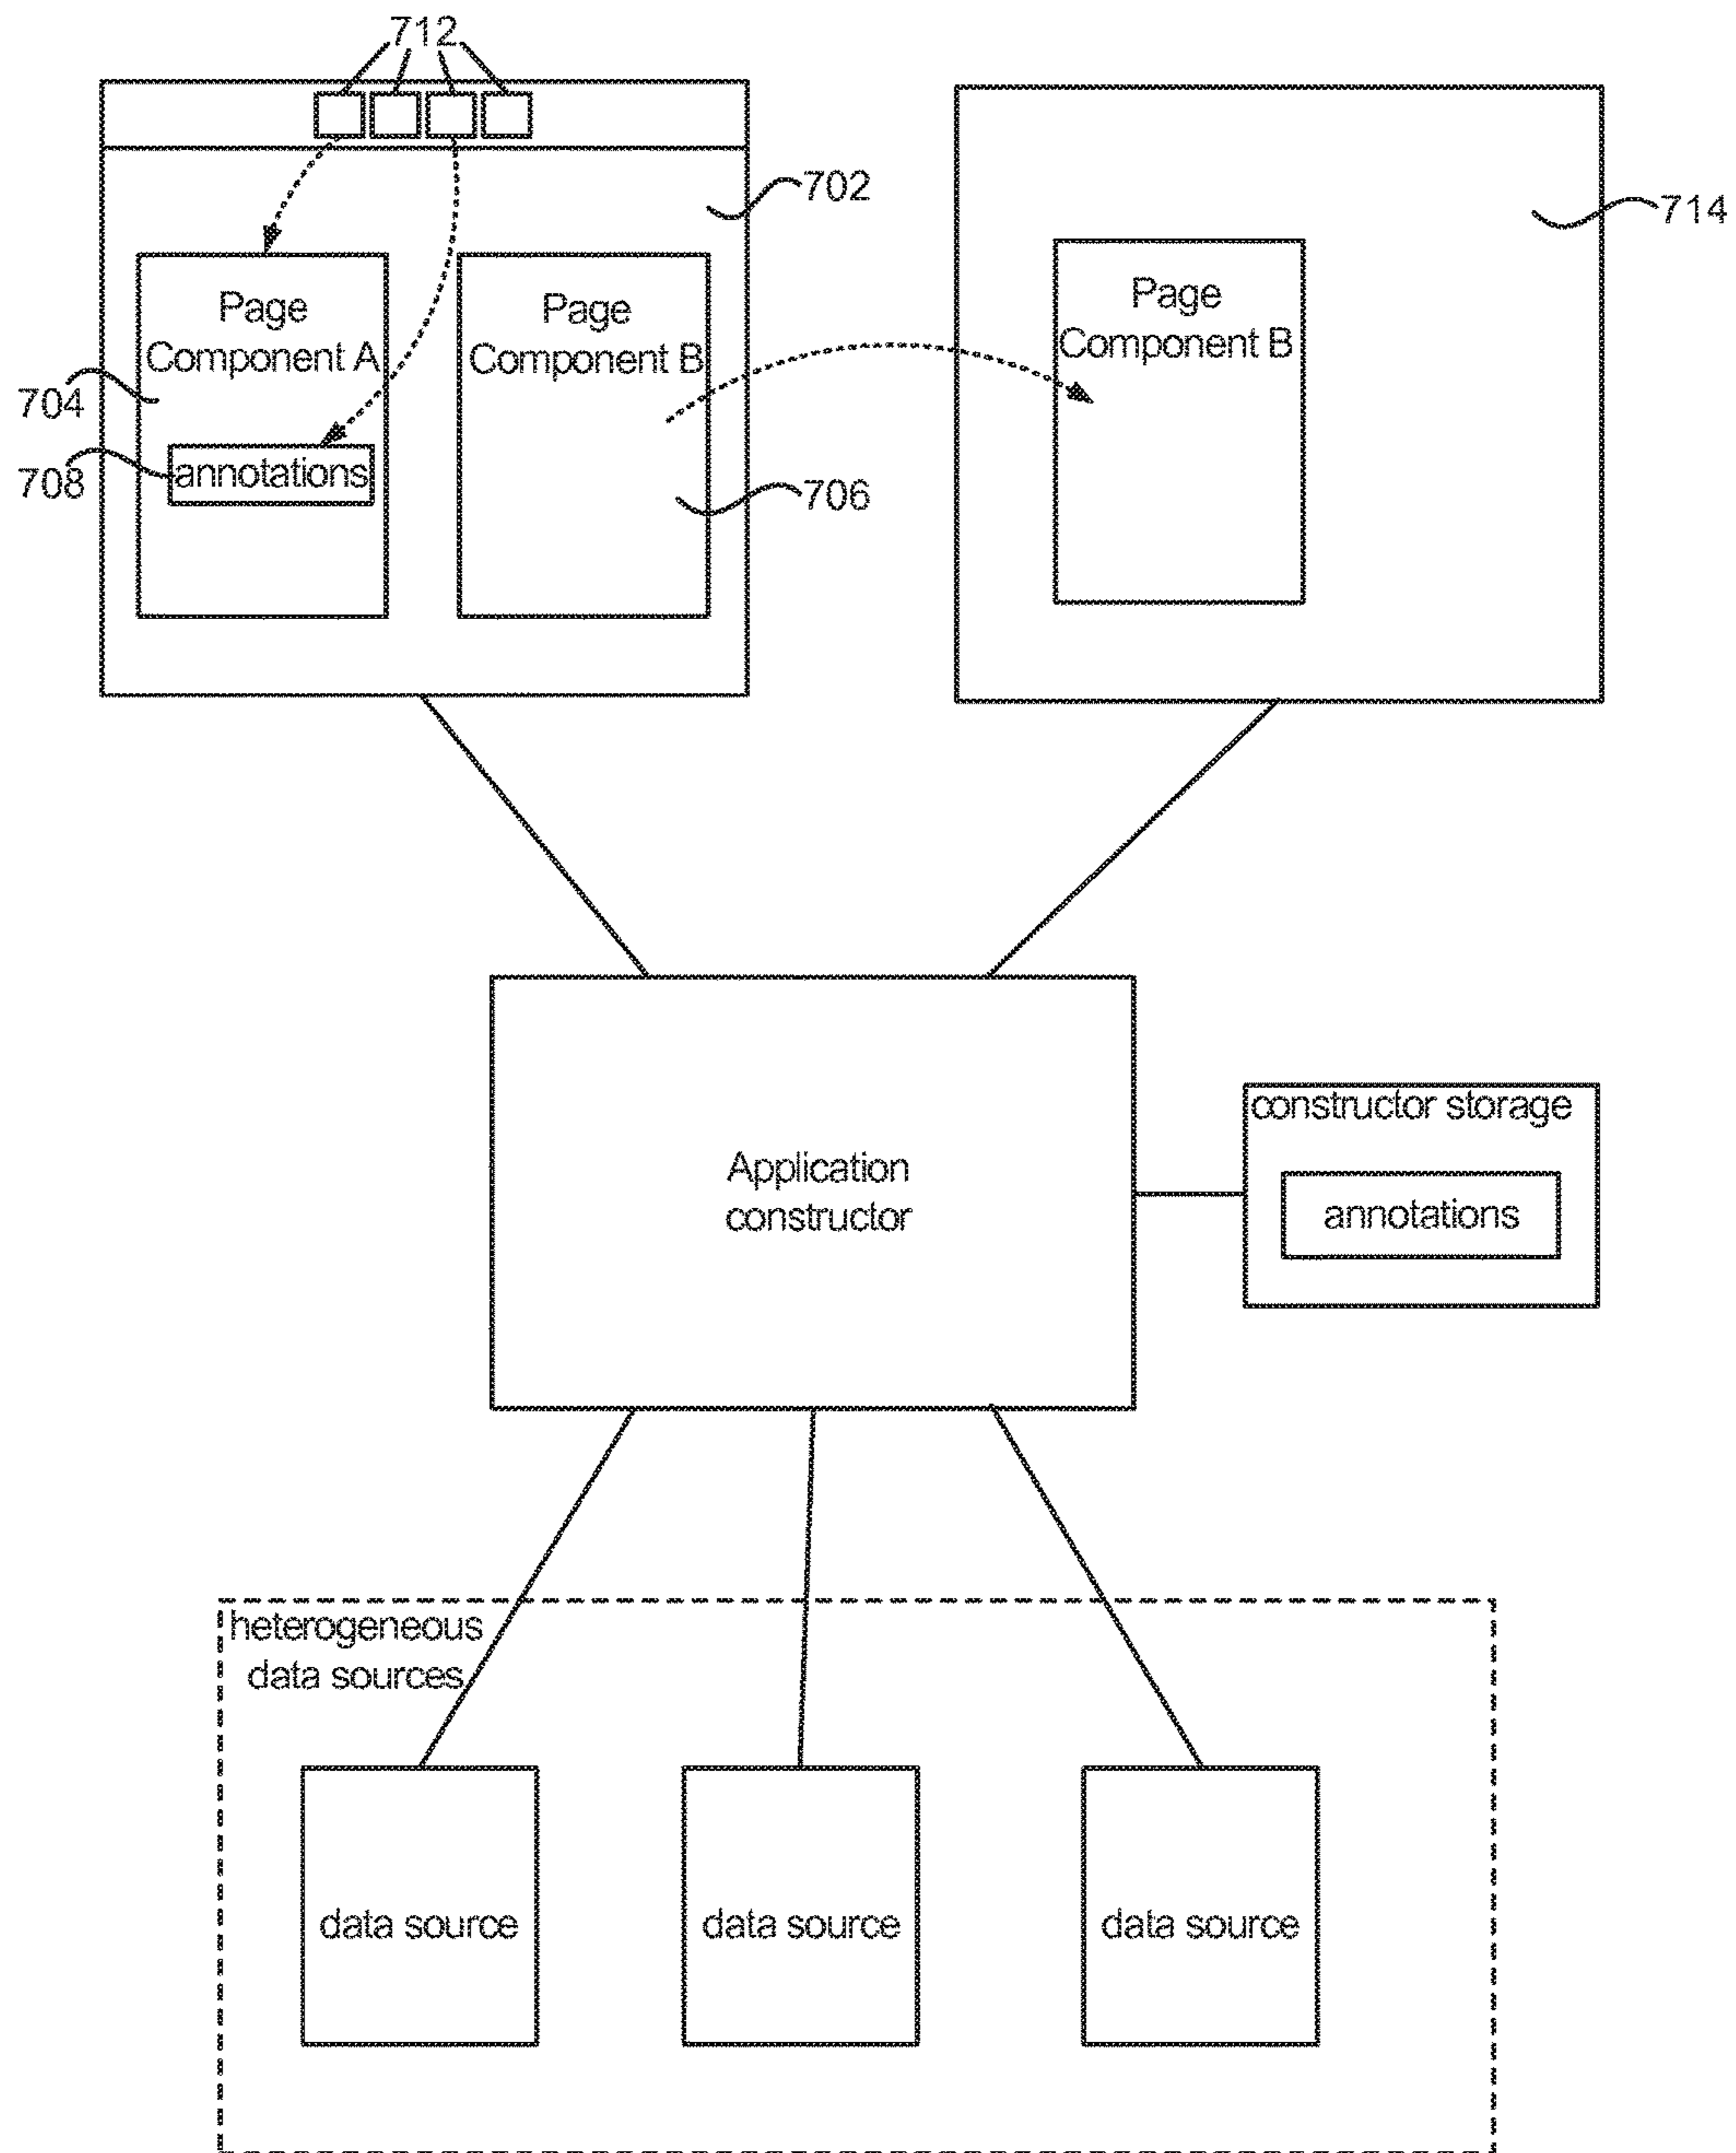 712
702
714
Page
Component A
Page
Component B
Page
Component B
704
708
annotations
706
Application
constructor
constructor storage
annotations
heterogeneous
data sources
data source
data source
data source